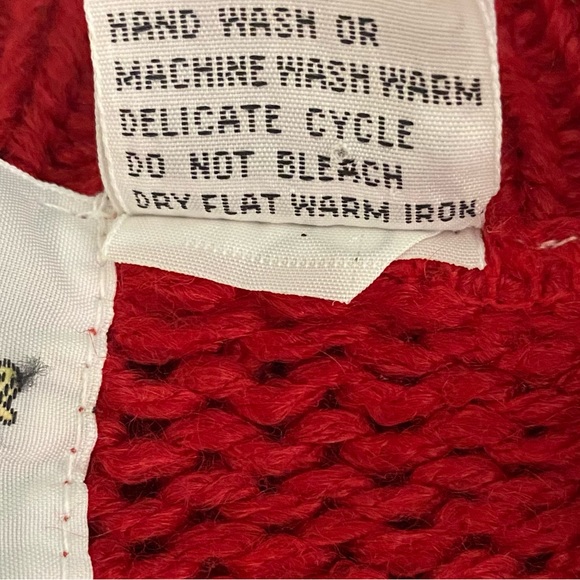 HAND WASH OR
MACHINE WASH WARM
DELICATE CYCLE
DO NOT BLEACH
DRY FLAT WARM IRON